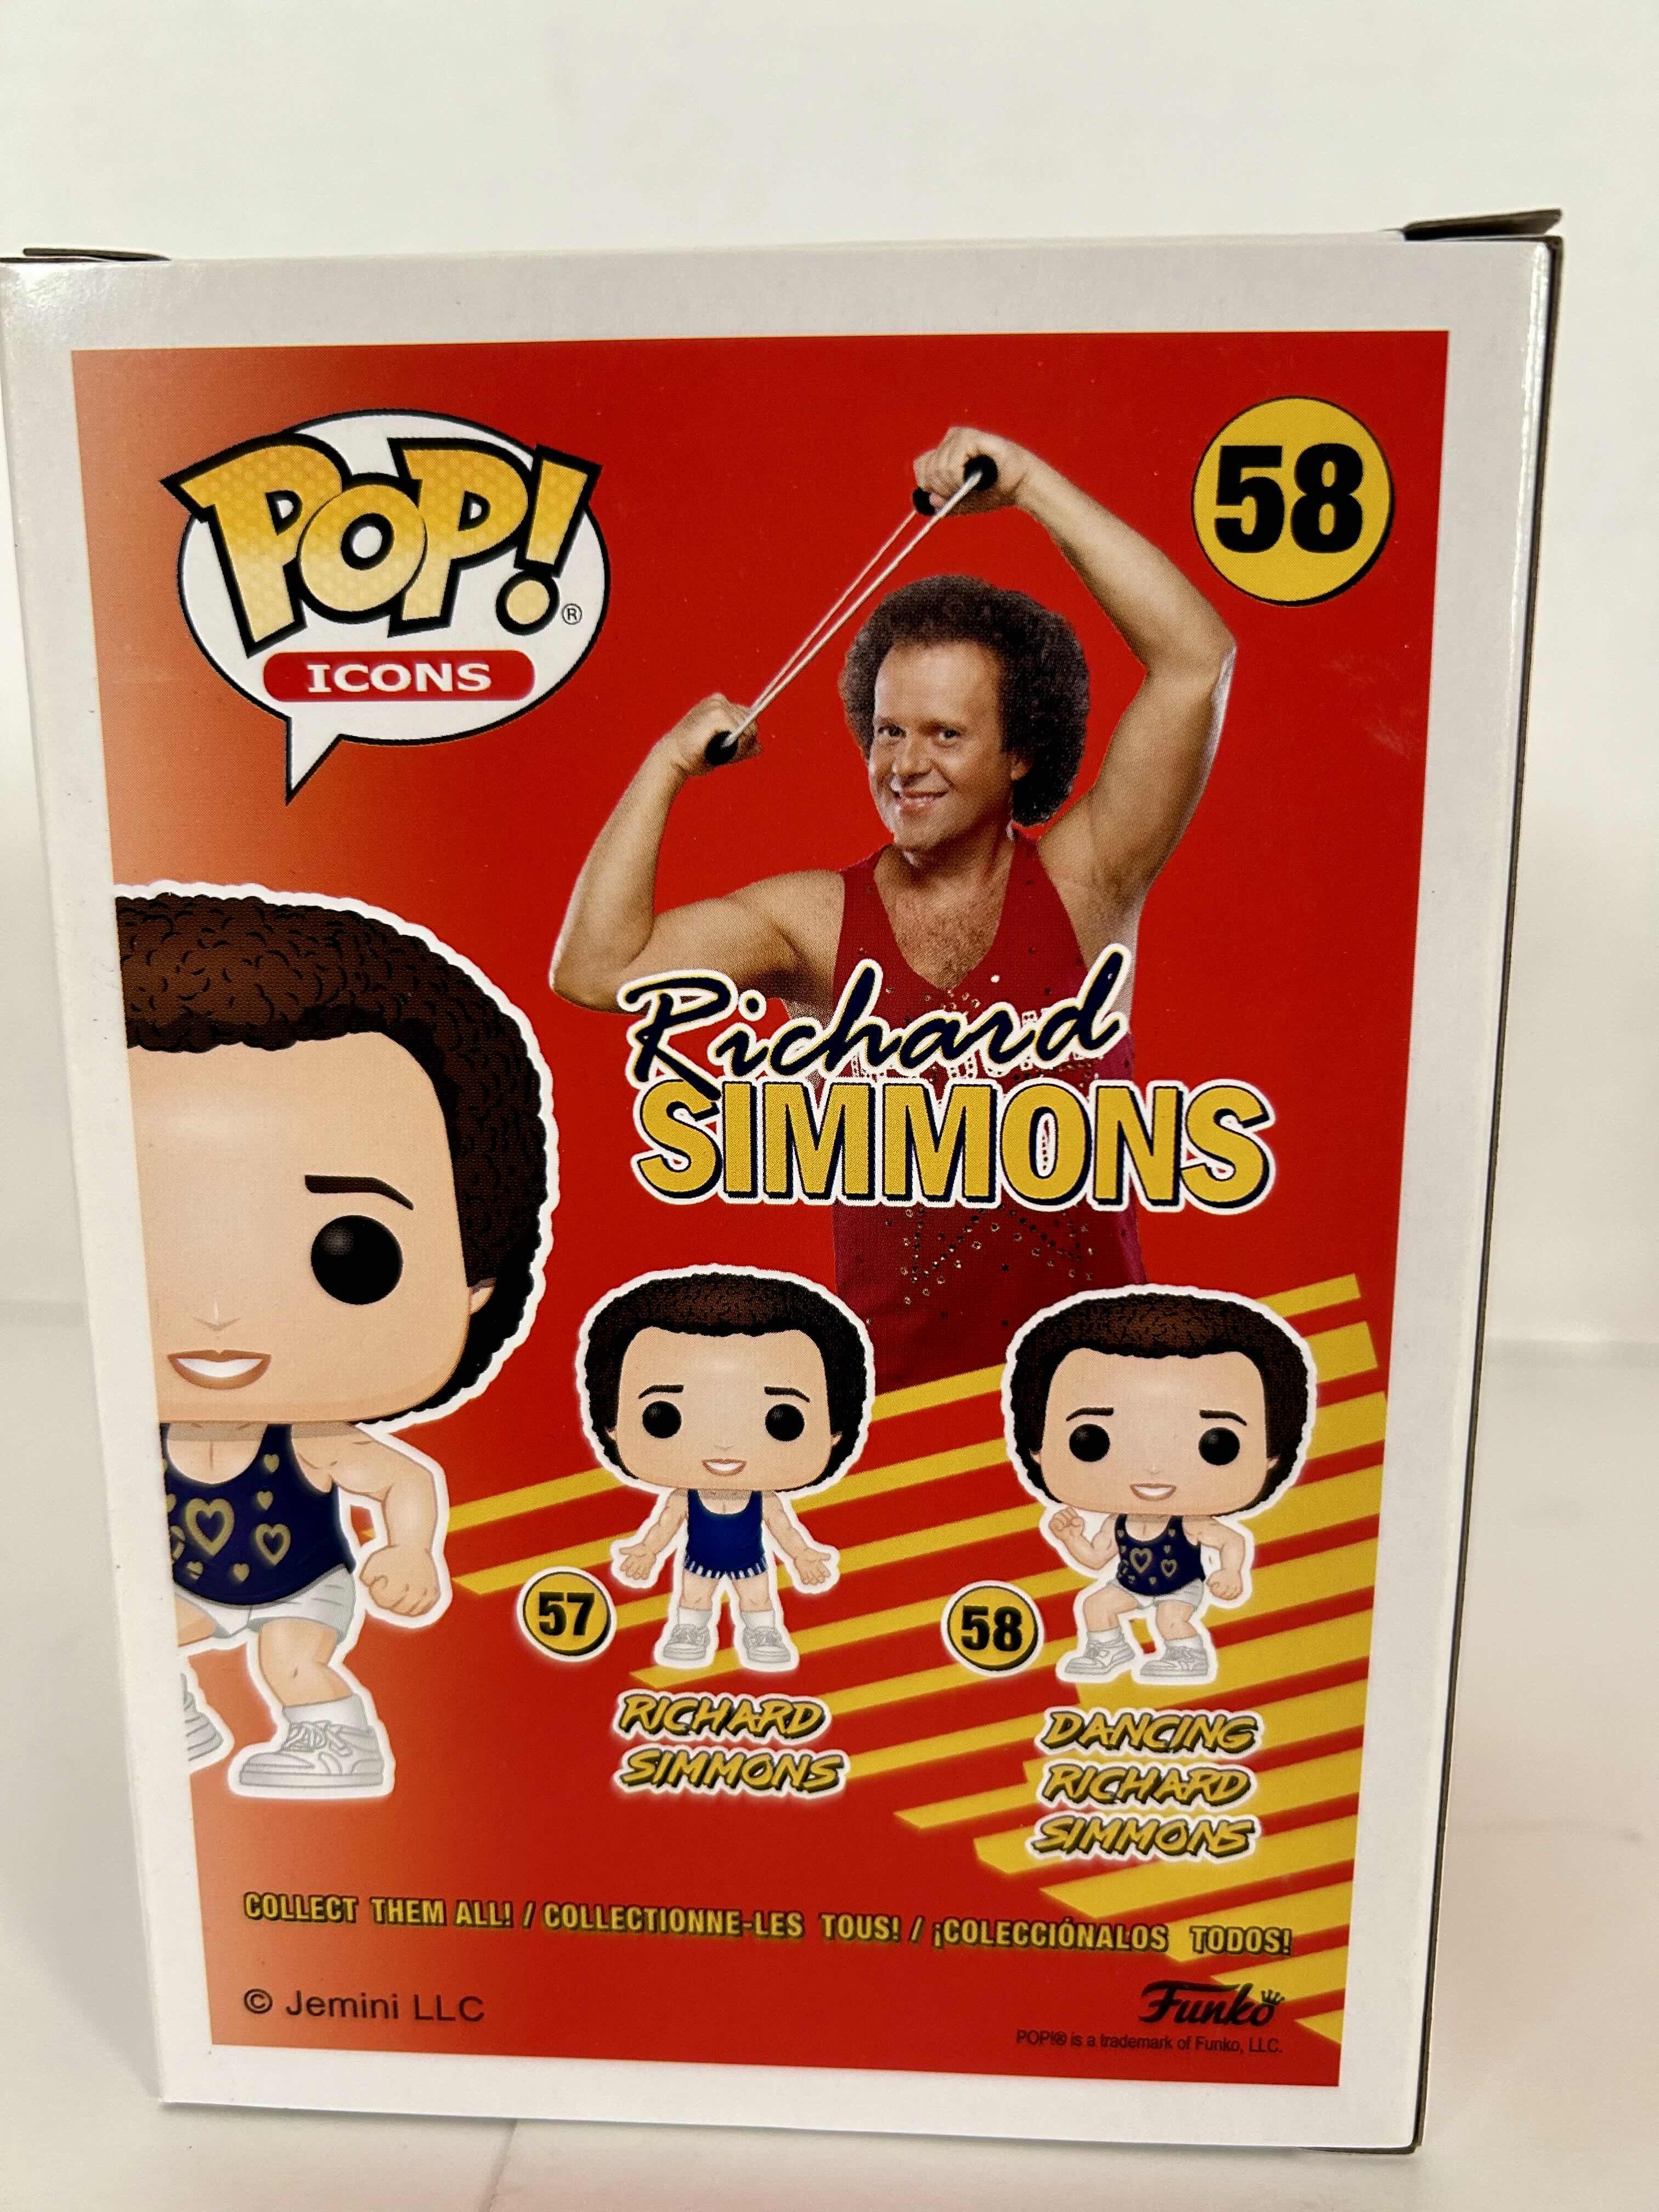 POP!®
ICONS
58
Richard
SIMMONS
57
RICHARD
SIMMONS
58
DANCING
RICHARD
SIMMONS
COLLECT THEM ALL! / COLLECTIONNE-LES TOUS! / ¡COLECCIÓNALOS TODOS!
© Jemini LLC
Funko
POP!® is a trademark of Funko, LLC.